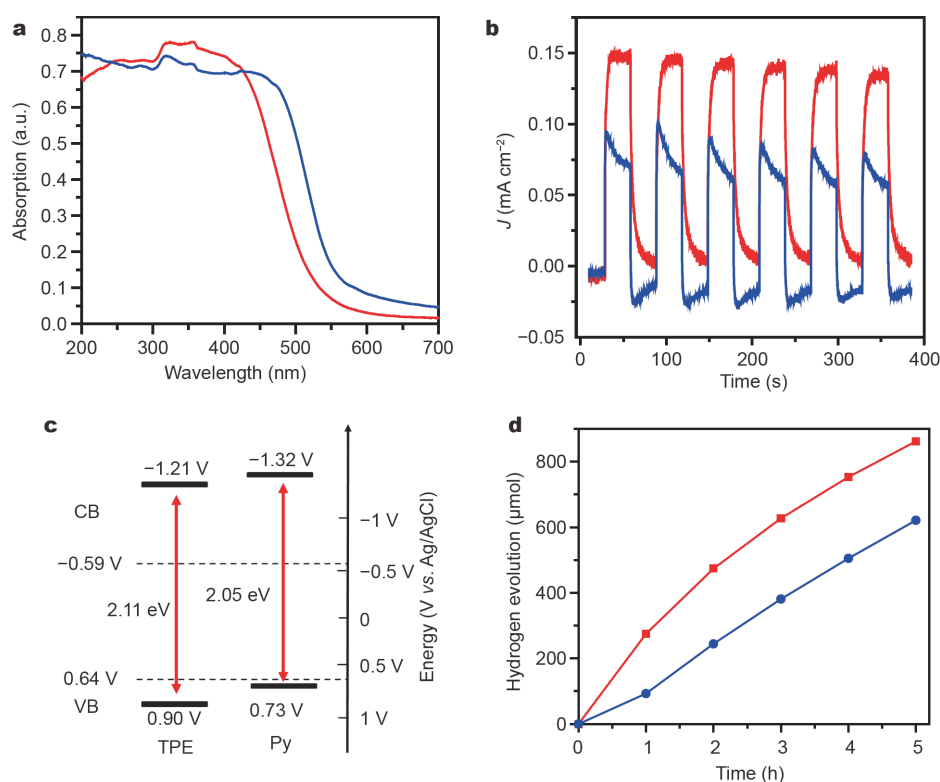 a
0.8
0.7
0.6
0.5
0.4
0.3
0.2
0.1
0.0
Absorption (a.u.)
200 300 400 500 600 700
Wavelength (nm)
b
0.15
0.10
0.05
0.00
−0.05
J (mA cm−2)
0 100 200 300 400
Time (s)
c
−1.21 V
−1.32 V
CB
−1 V
−0.59 V
−0.5 V
2.11 eV
2.05 eV
0
0.64 V
0.5 V
VB
0.90 V
0.73 V
1 V
TPE
Py
Energy (V vs. Ag/AgCl)
d
800
600
400
200
0
Hydrogen evolution (μmol)
0 1 2 3 4 5
Time (h)